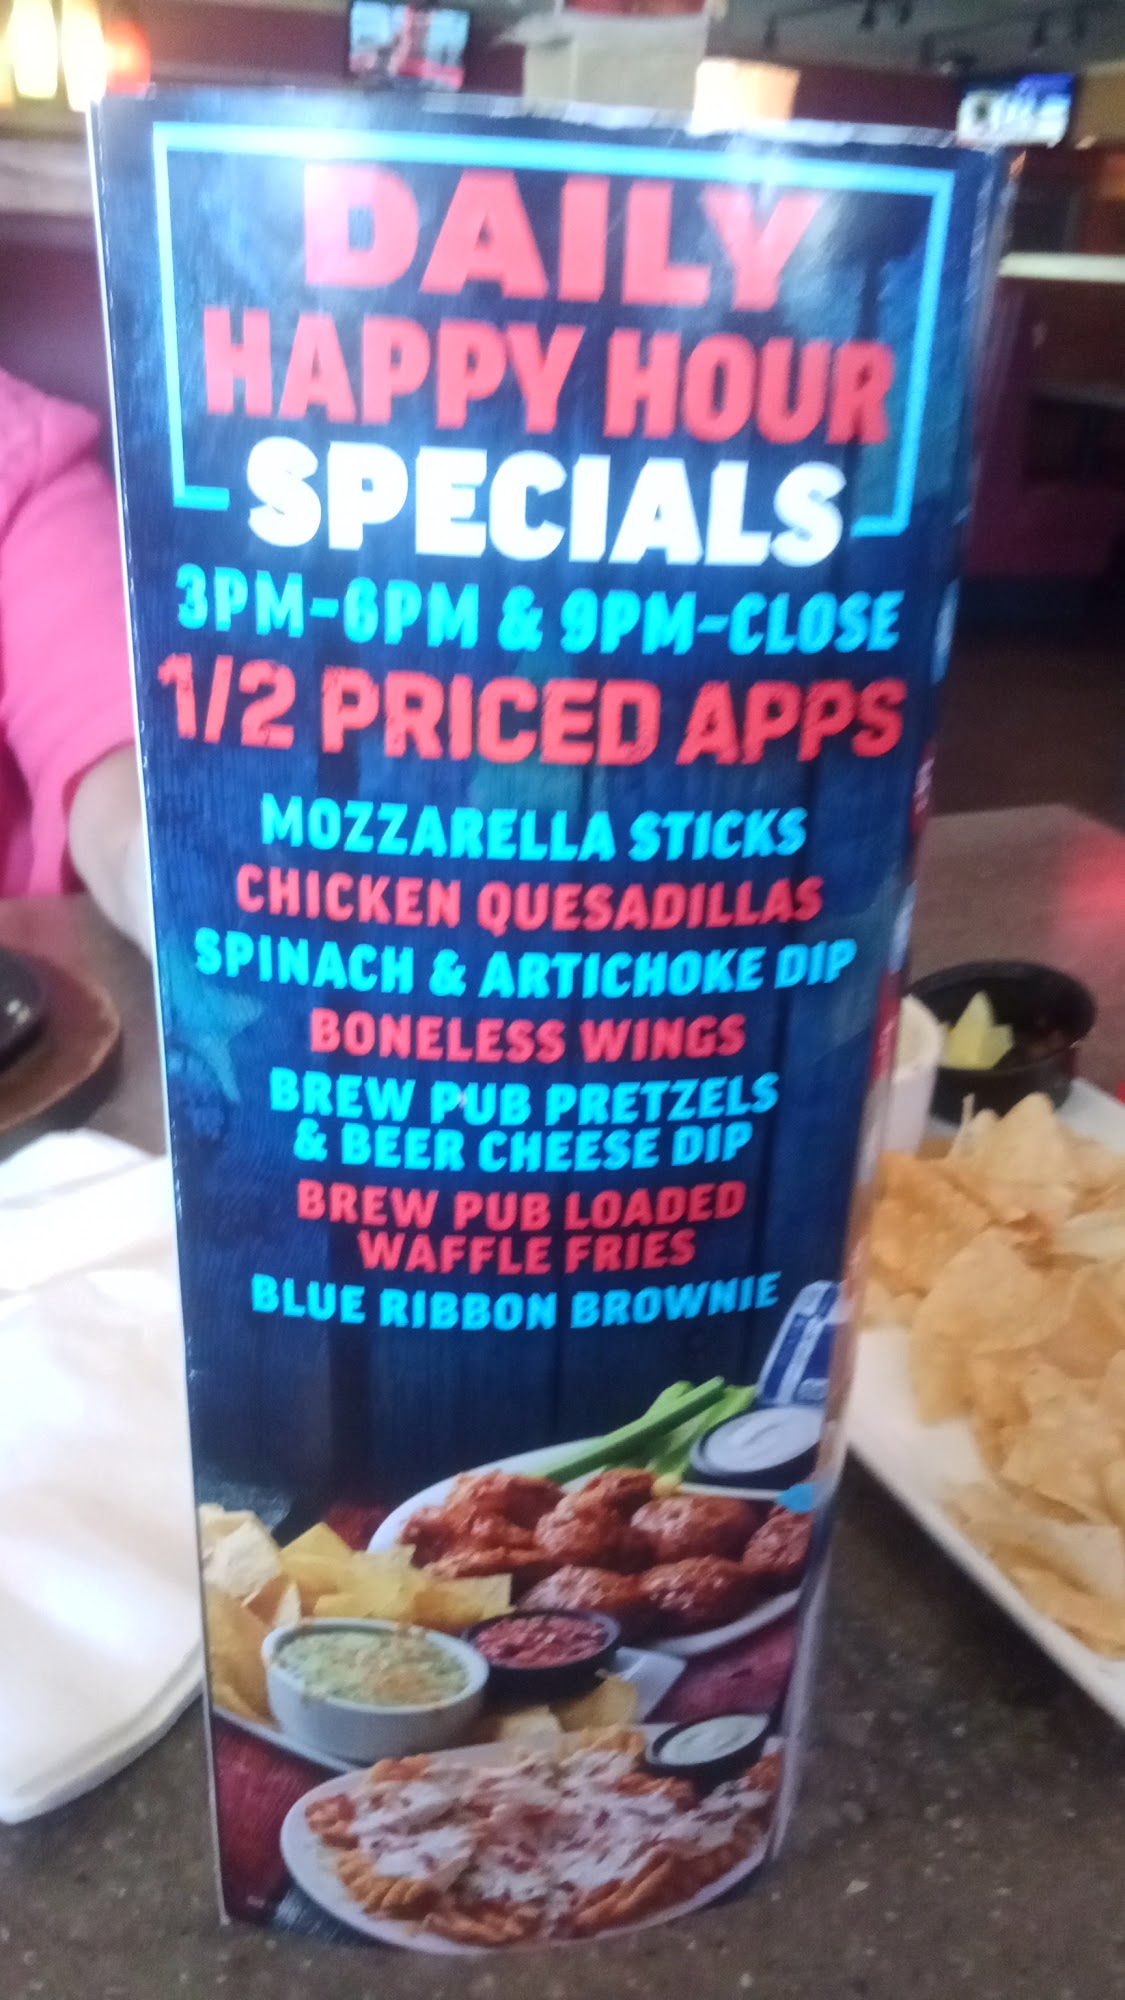 DAILY
HAPPY HOUR
SPECIALS
3PM-6PM & 9PM-CLOSE
1/2 PRICED APPS
MOZZARELLA STICKS
CHICKEN QUESADILLAS
SPINACH & ARTICHOKE DIP
BONELESS WINGS
BREW PUB PRETZELS
& BEER CHEESE DIP
BREW PUB LOADED
WAFFLE FRIES
BLUE RIBBON BROWNIE